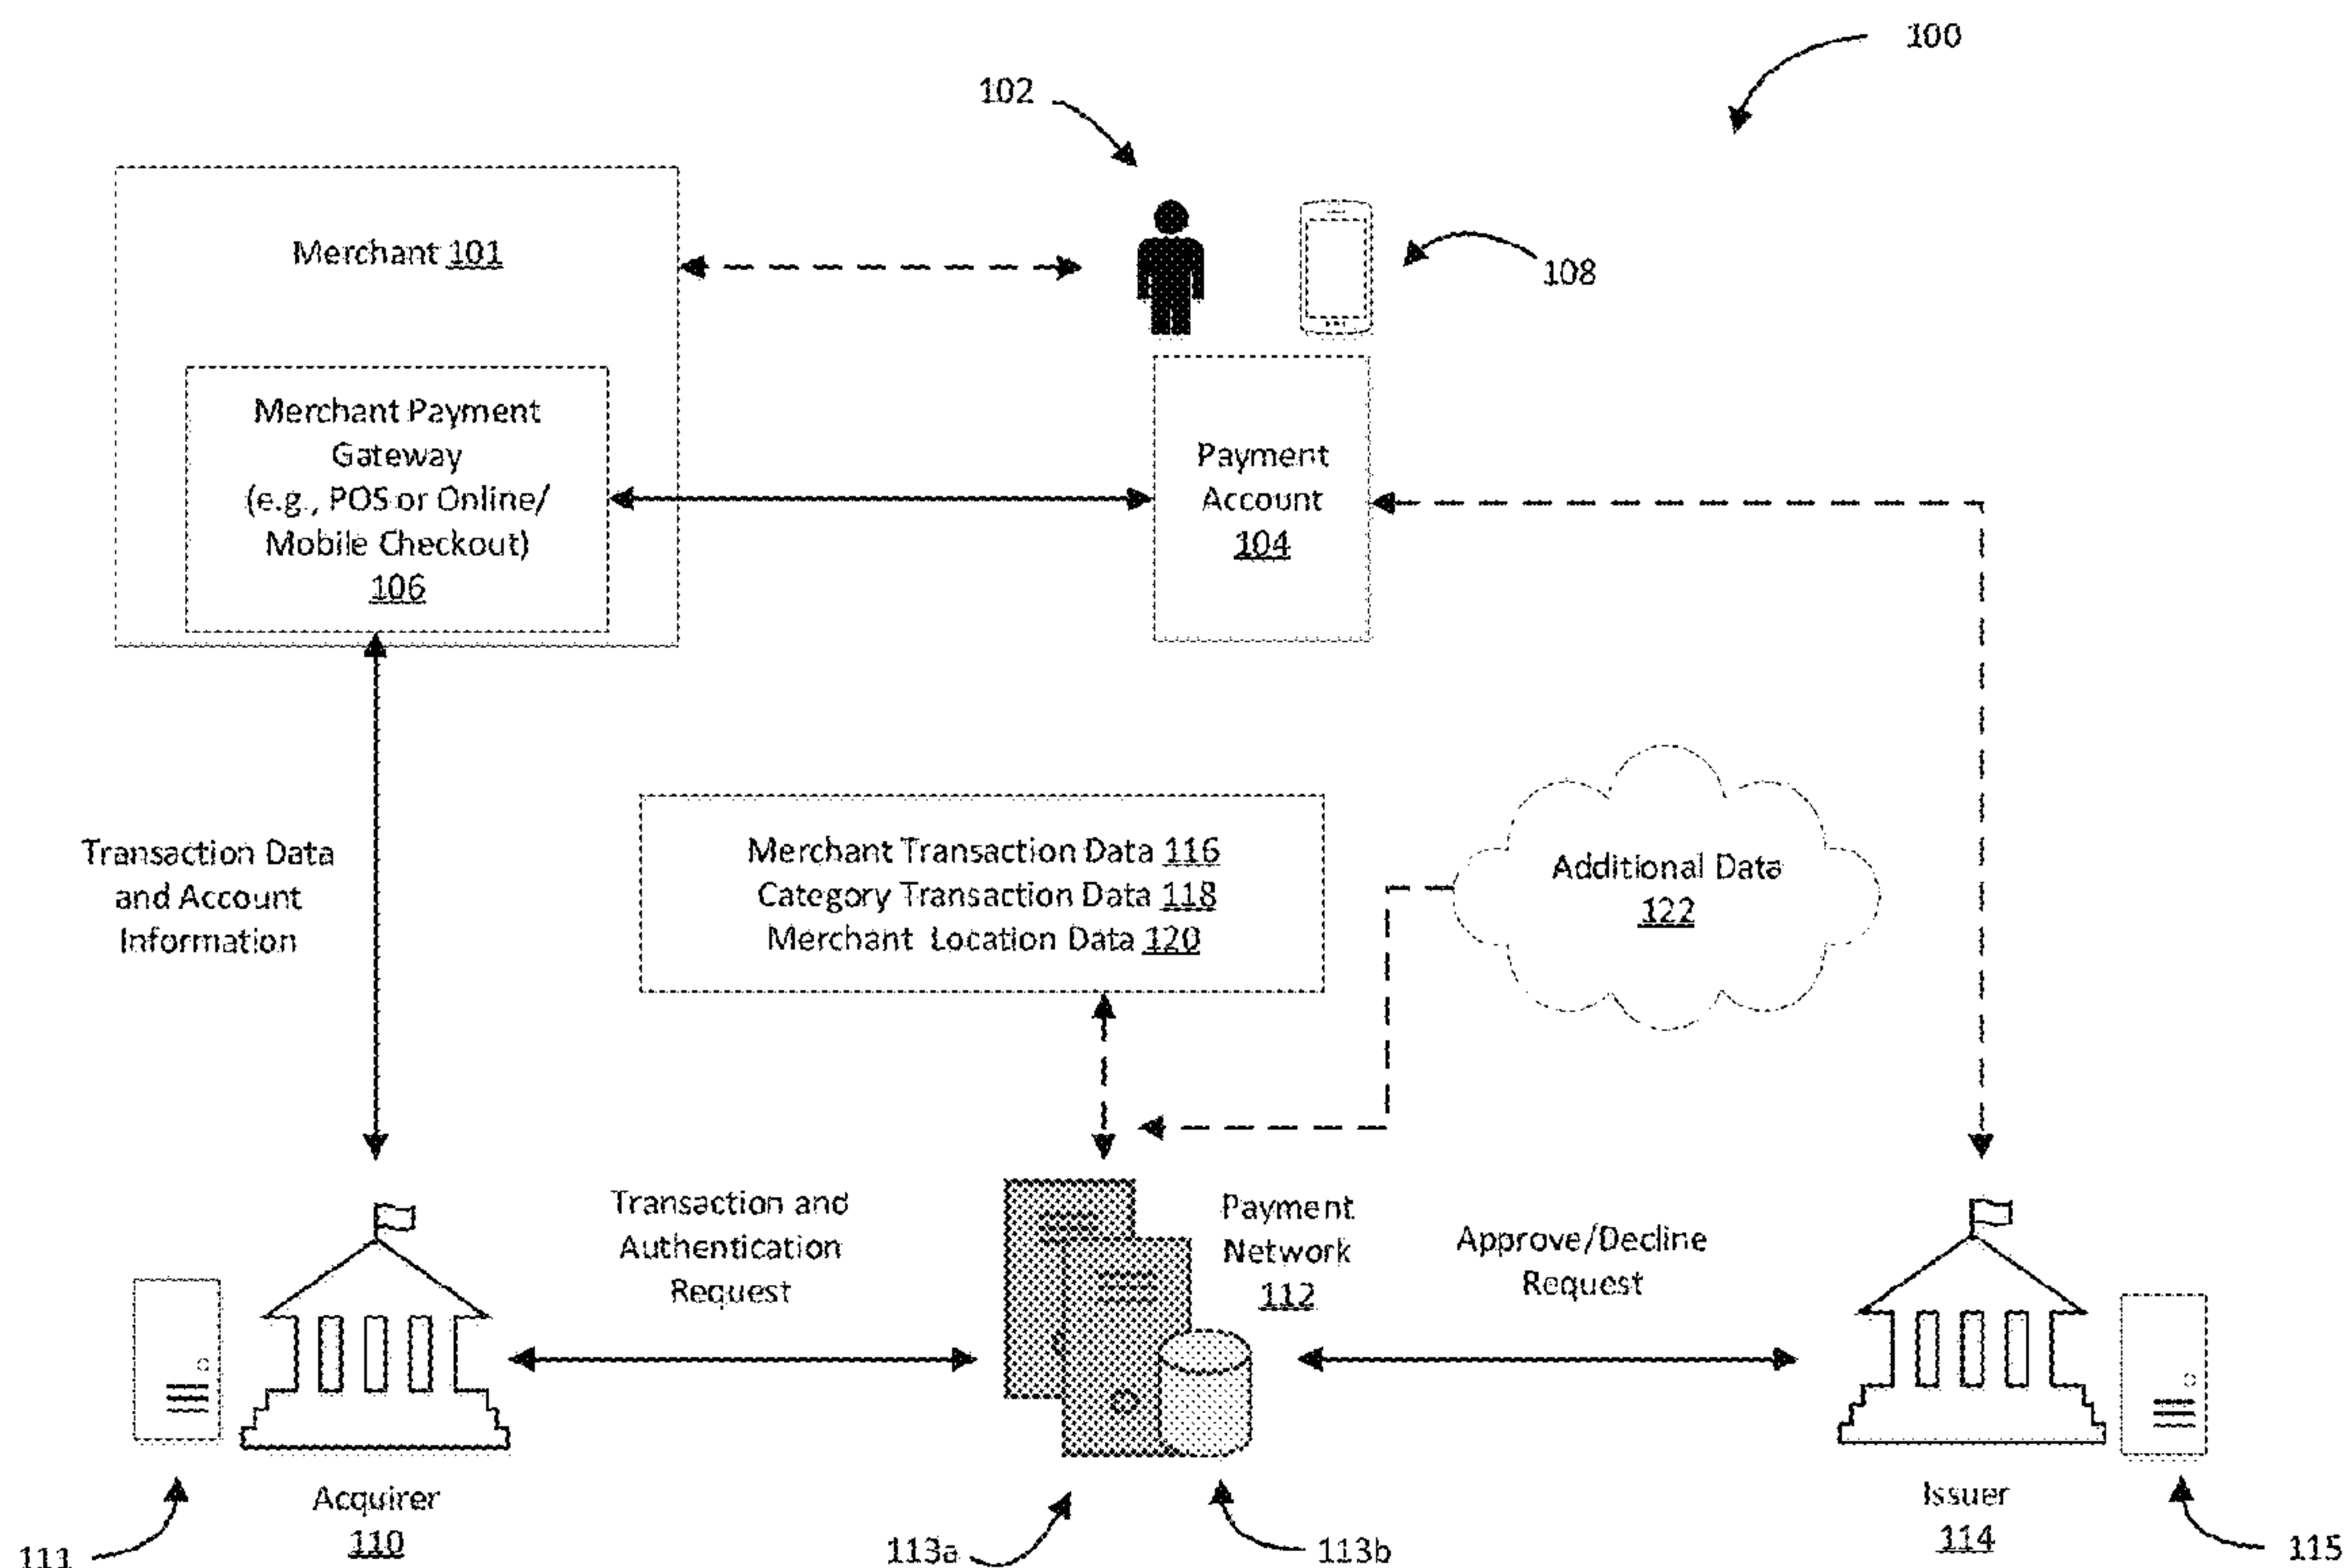 100
102
Merchant 101
108
Merchant Payment
Gateway
(e.g., POS or Online/
Mobile Checkout)
106
Payment
Account
104
Transaction Data
and Account
Information
Merchant Transaction Data 116
Category Transaction Data 118
Merchant Location Data 120
Additional Data
122
Transaction and
Authentication
Request
Payment
Network
112
Approve/Decline
Request
Acquirer
110
Issuer
114
111
113a
113b
115